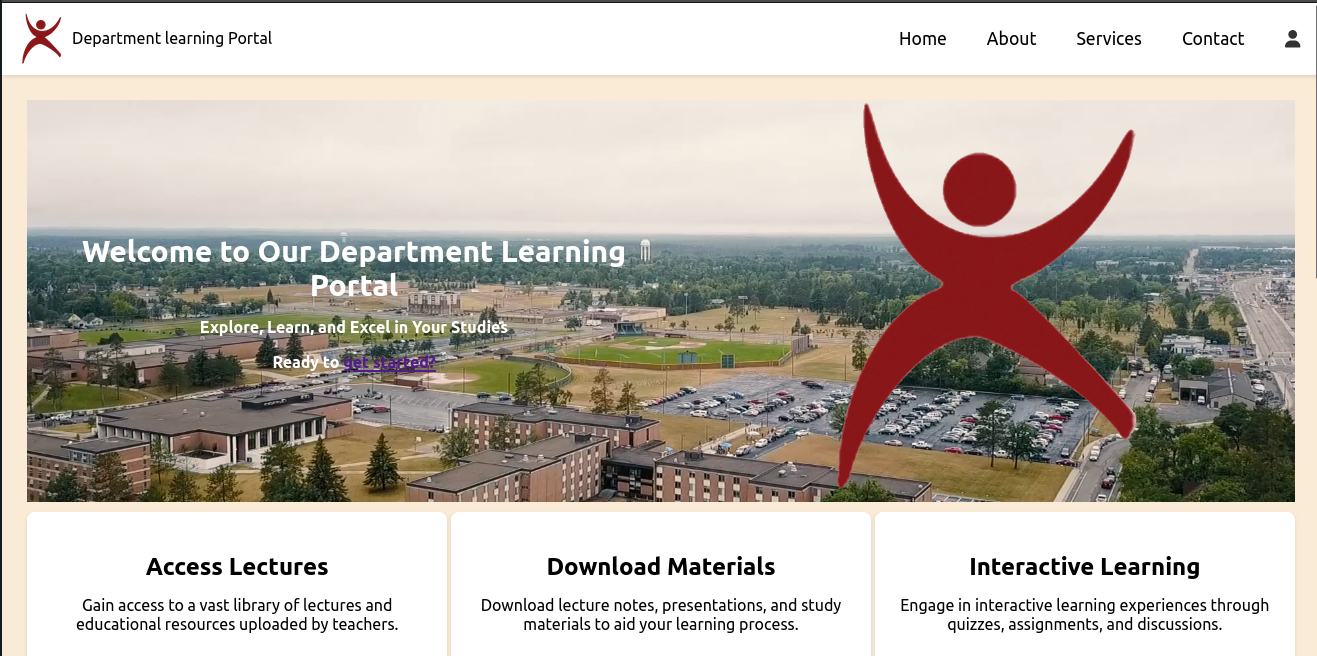 Department learning Portal
Home
About
Services
Contact
Welcome to Our Department Learning
Portal
Explore, Learn, and Excel in Your Studies
Ready to get started?
Access Lectures
Gain access to a vast library of lectures and
educational resources uploaded by teachers.
Download Materials
Download lecture notes, presentations, and study
materials to aid your learning process.
Interactive Learning
Engage in interactive learning experiences through
quizzes, assignments, and discussions.